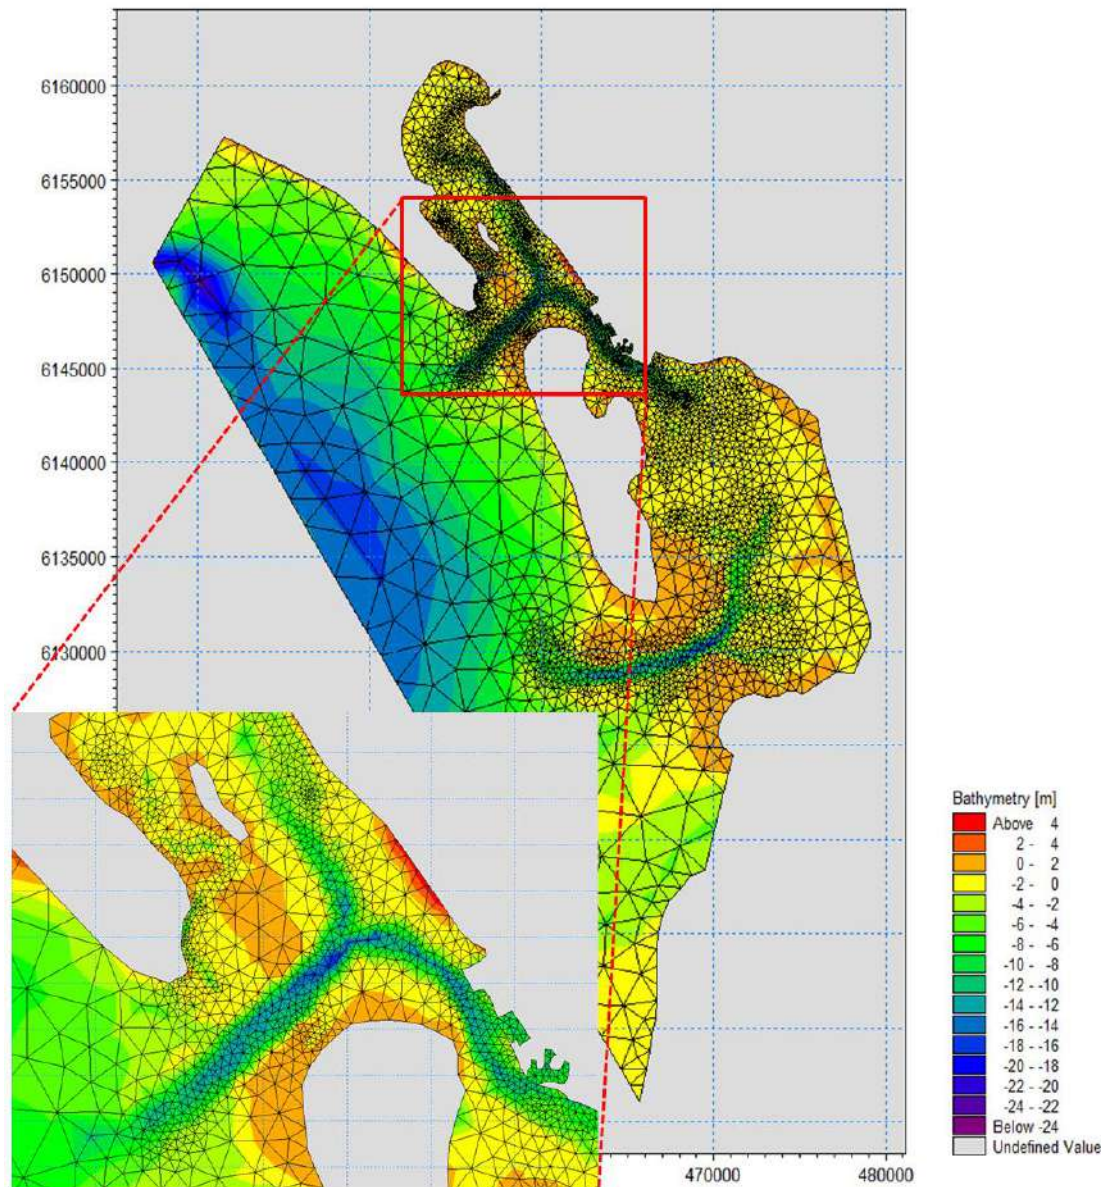 6160000
6155000
6150000
6145000
6140000
6135000
6130000
470000
480000
Bathymetry [m]
Above 4
2 - 4
0 - 2
-2 - 0
-4 - -2
-6 - -4
-8 - -6
-10 - -8
-12 - -10
-14 - -12
-16 - -14
-18 - -16
-20 - -18
-22 - -20
-24 - -22
Below -24
Undefined Value